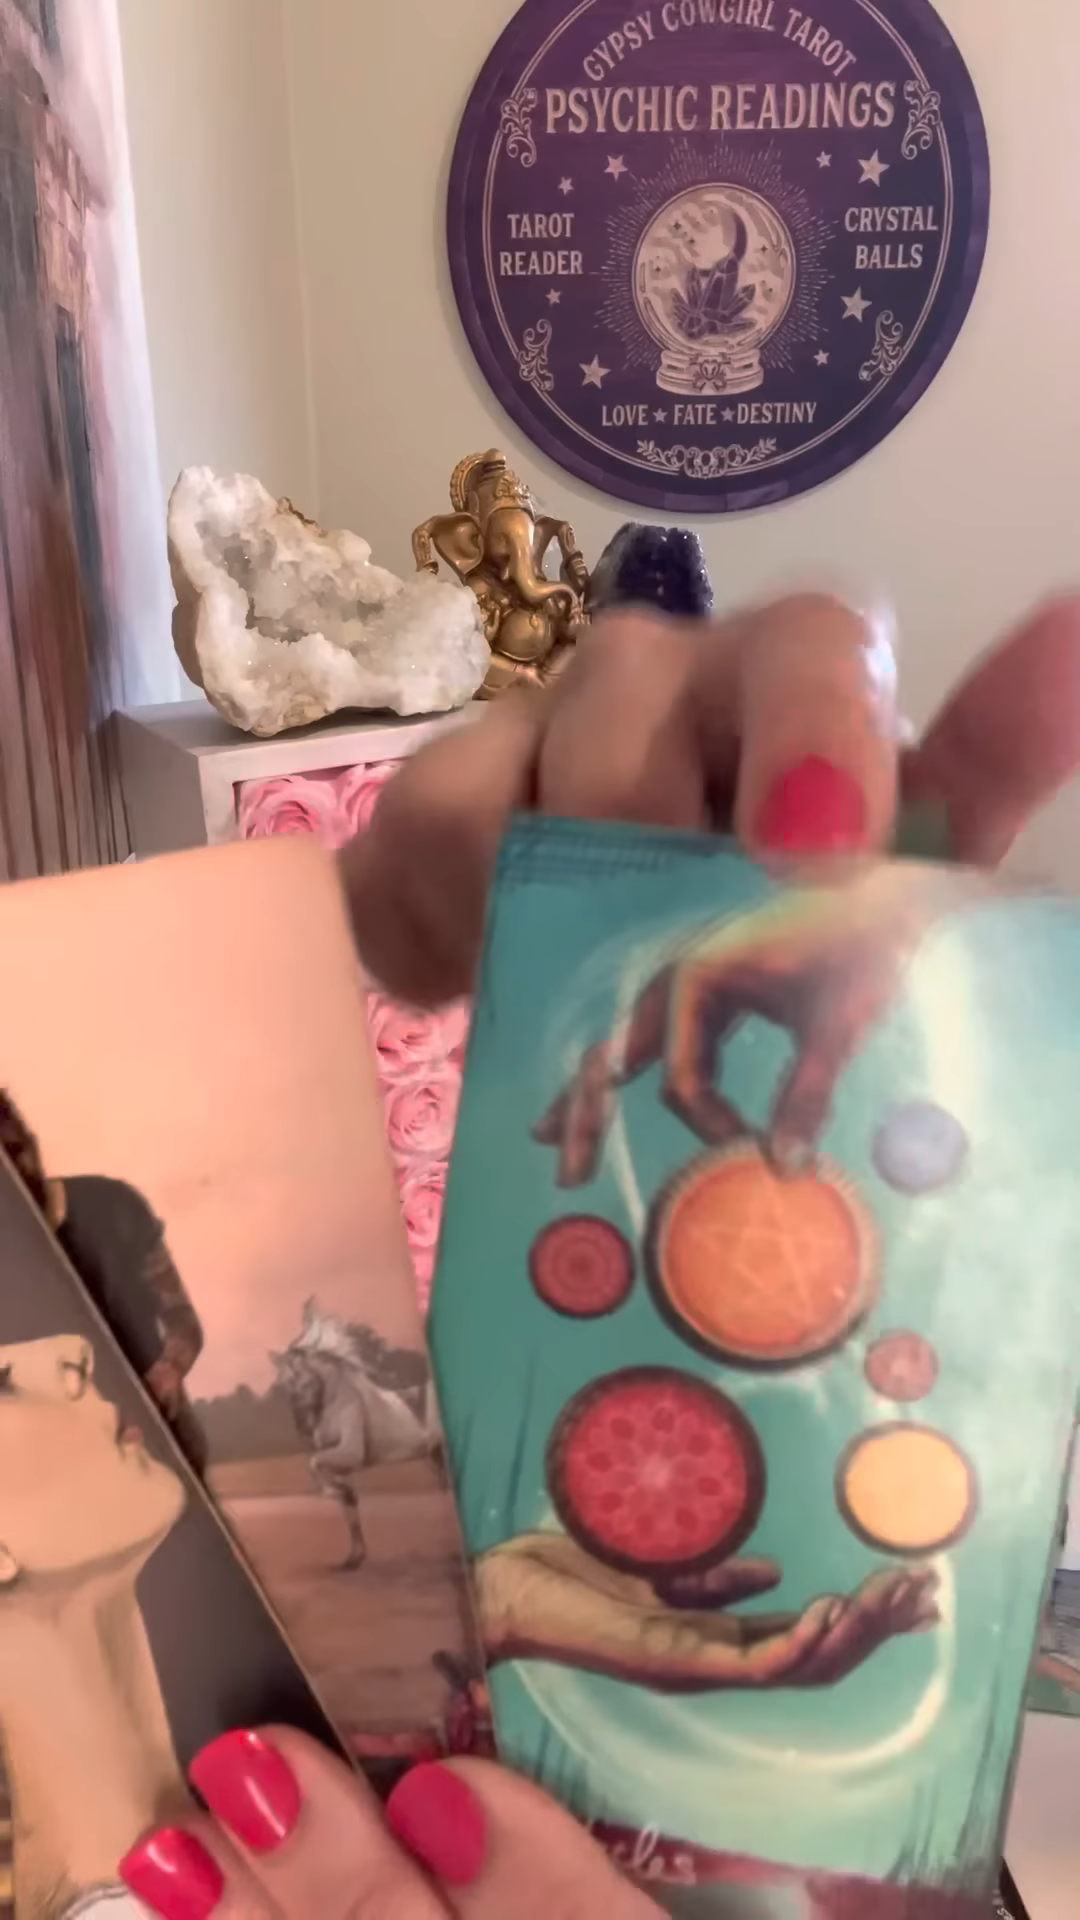 GYPSY COWGIRL TAROT
PSYCHIC READINGS
TAROT
READER
CRYSTAL
BALLS
LOVE ★ FATE ★ DESTINY